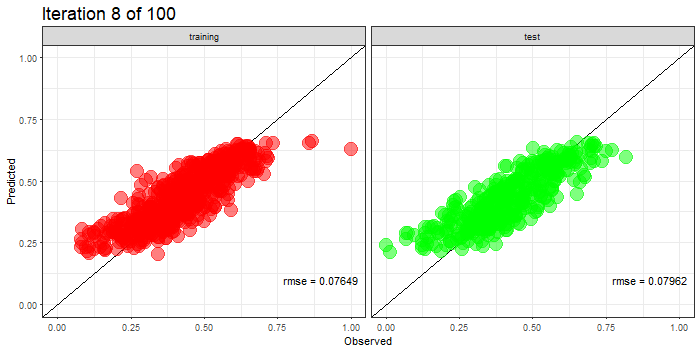 Iteration 8 of 100
training
test
1.00
0.75
0.50
0.25
0.00
Predicted
rmse = 0.07649
rmse = 0.07962
0.00 0.25 0.50 0.75 1.00
0.00 0.25 0.50 0.75 1.00
Observed